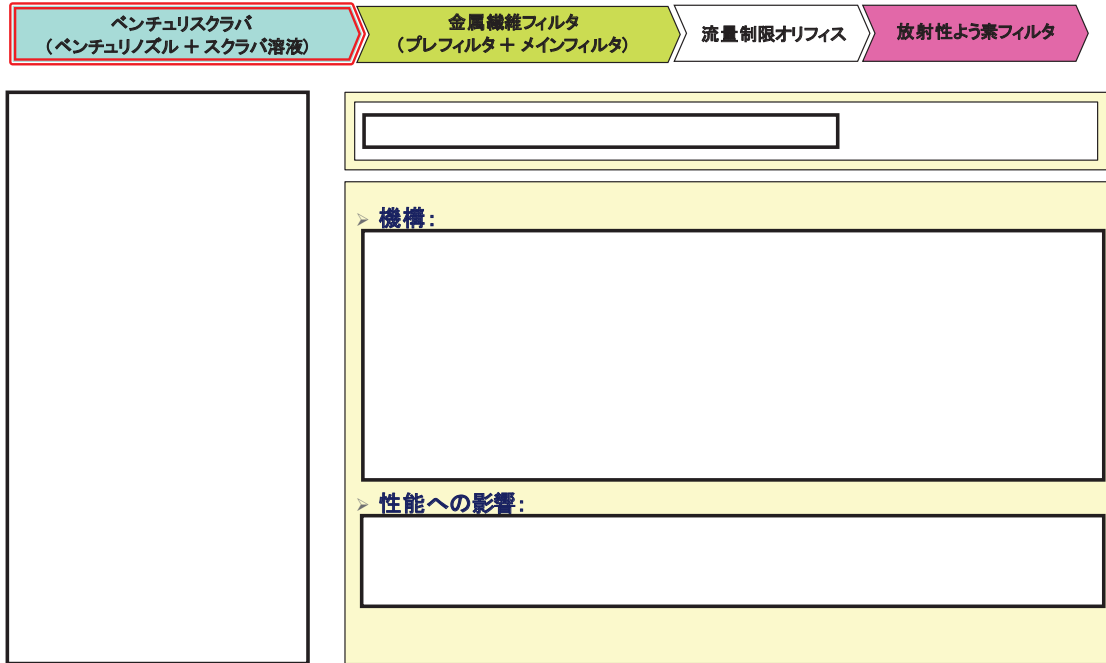 ベンチュリスクラバ
（ベンチュリノズル ＋ スクラバ溶液）
金属繊維フィルタ
（プレフィルタ ＋ メインフィルタ）
流量制限オリフィス
放射性よう素フィルタ
➢ 機構：
➢ 性能への影響：